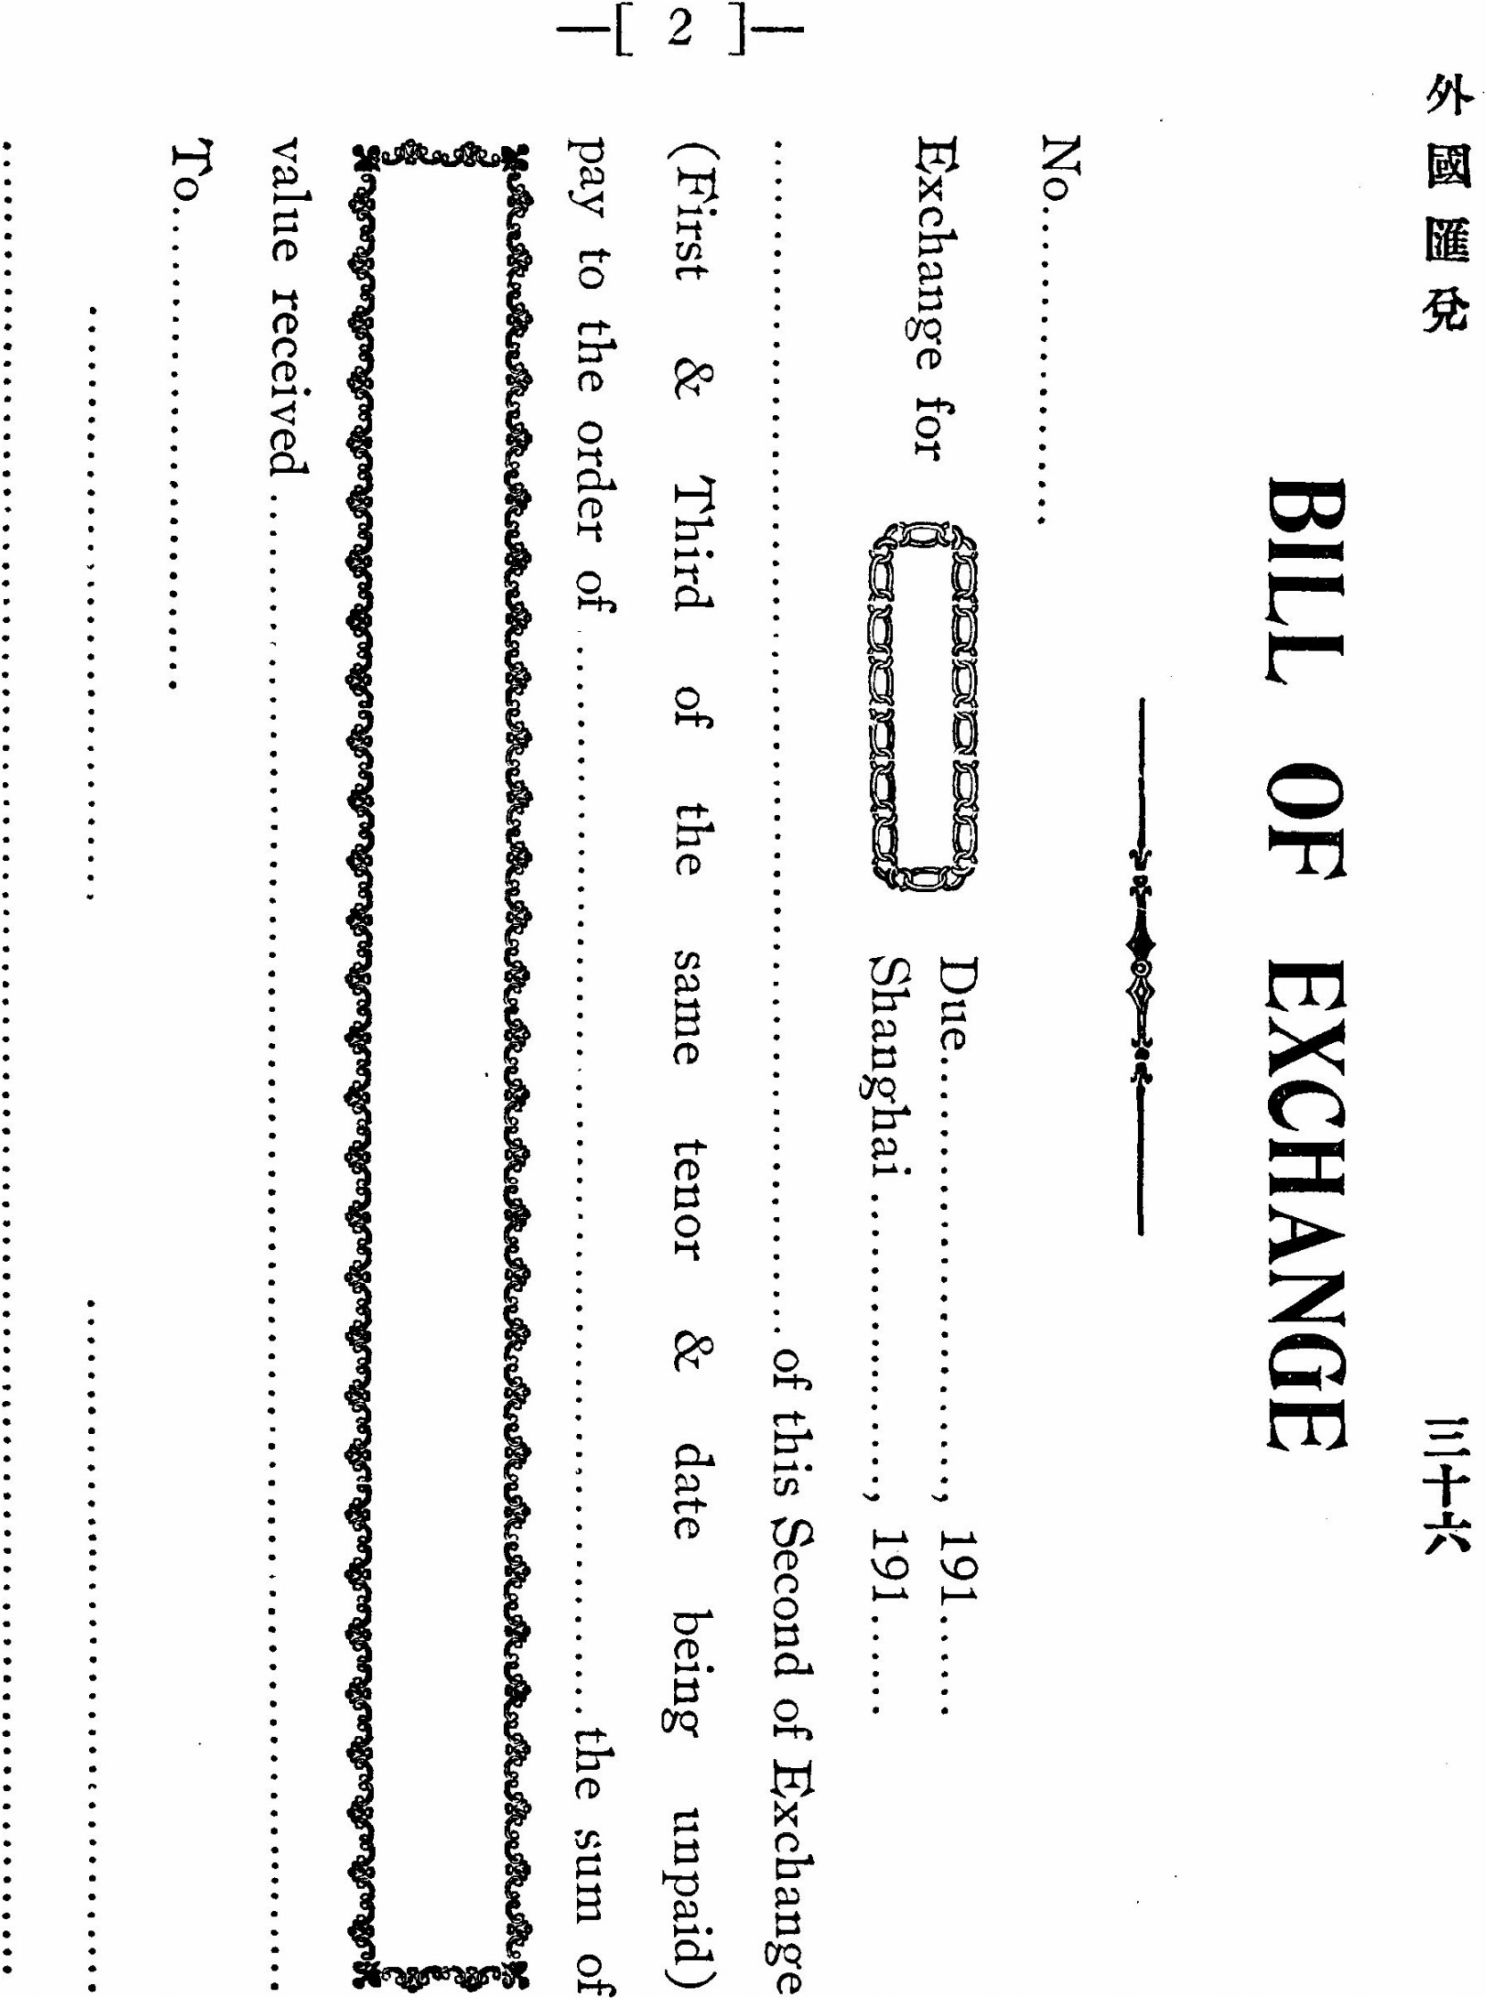 外國匯兌
三十六
—[ 2 ]—
BILL OF EXCHANGE
No..............................
Exchange for
Due..............................., 191......
Shanghai ........................, 191......
............................................................of this Second of Exchange
(First & Third of the same tenor & date being unpaid)
pay to the order of............................................................the sum of
value received............................................................
To..............................